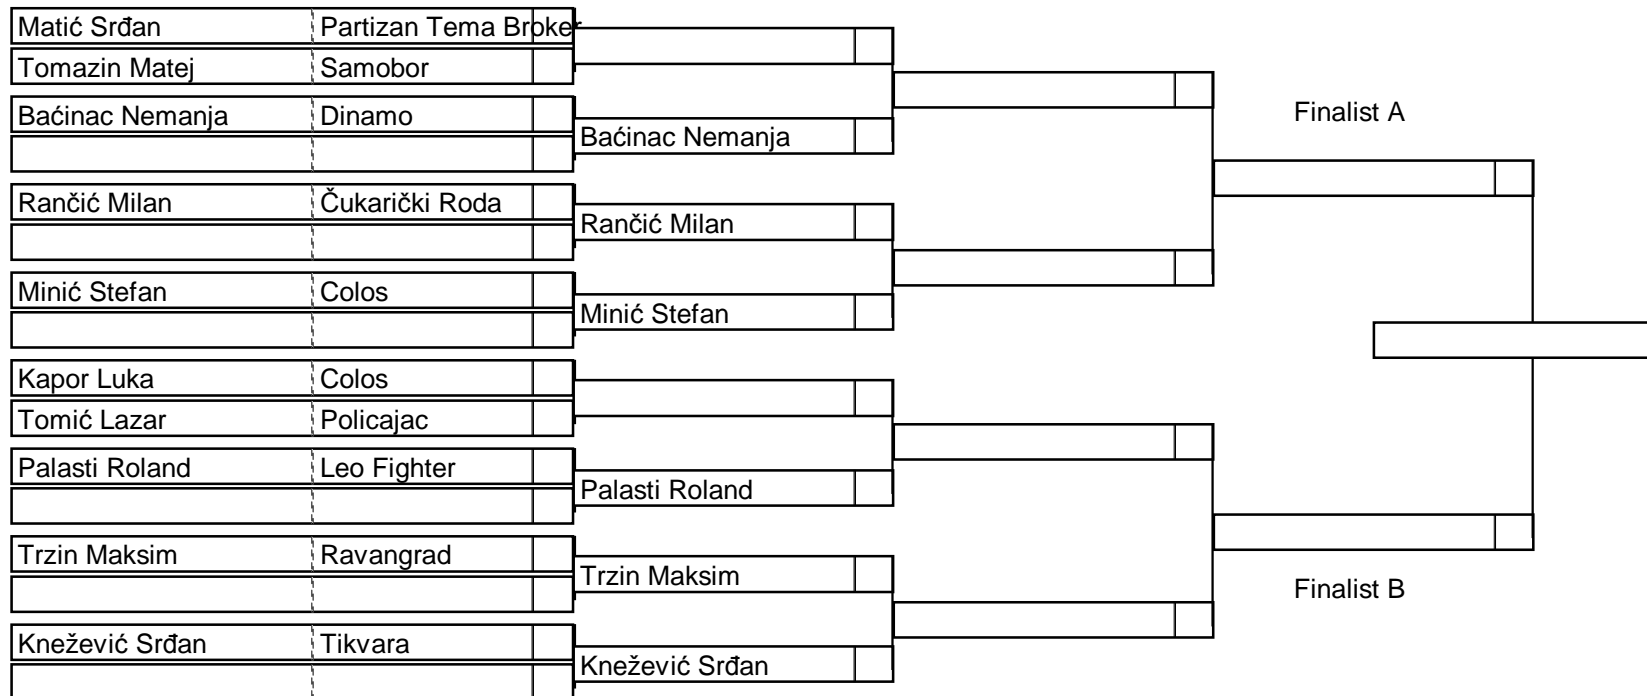 Matić Srđan Partizan Tema Broker
Tomazin Matej Samobor
Baćinac Nemanja Dinamo
Baćinac Nemanja
Finalist A
Rančić Milan Čukarički Roda
Rančić Milan
Minić Stefan Colos
Minić Stefan
Kapor Luka Colos
Tomić Lazar Policajac
Palasti Roland Leo Fighter
Palasti Roland
Trzin Maksim Ravangrad
Trzin Maksim
Finalist B
Knežević Srđan Tikvara
Knežević Srđan